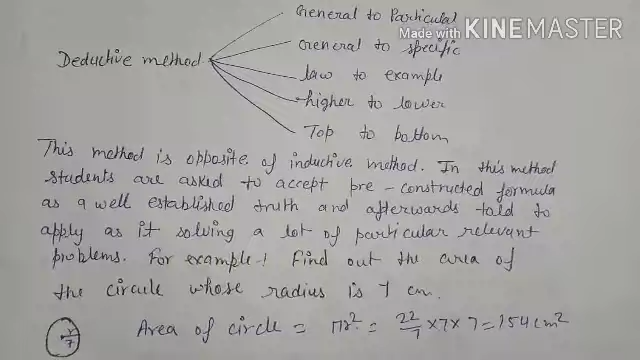 General to Particular
Made with KINEMASTER
General to specific
Deductive method
law to example
higher to lower
Top to bottom
This method is opposite of inductive method. In this method
students are asked to accept pre-constructed formula
as a well established truth and afterwards told to
apply as it solving a lot of particular relevant
problems. For example-! Find out the area of
the circule whose radius is 7 cm.
Area of circle = πr² = 22/7 ×7×7=154cm²